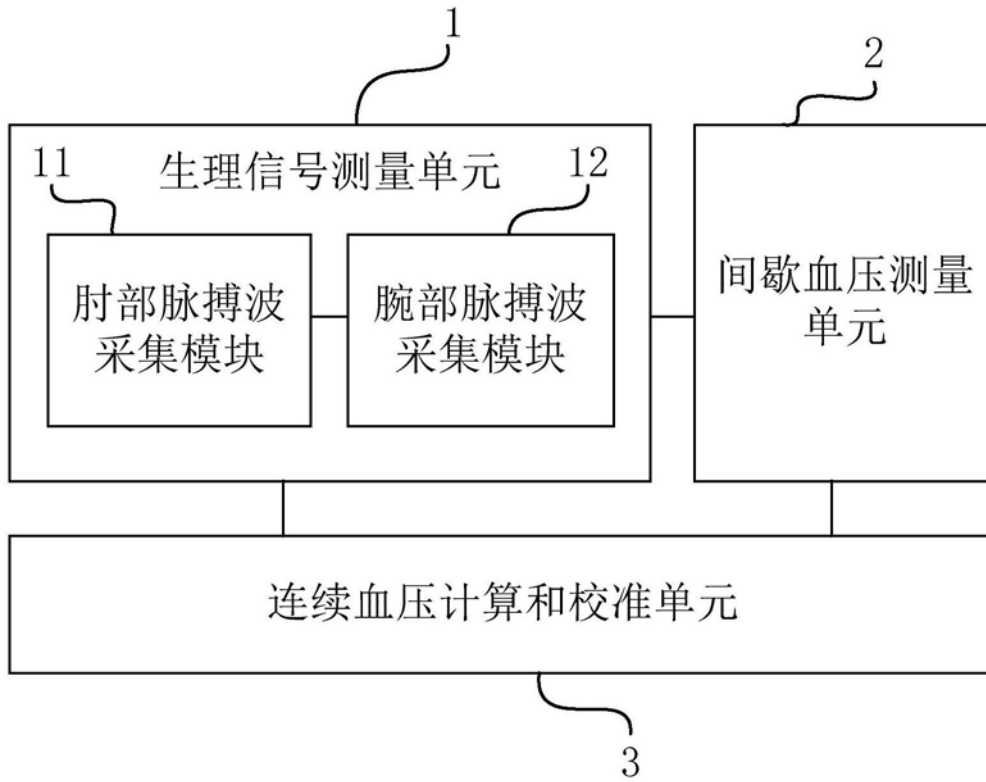 1
2
11
生理信号测量单元
12
肘部脉搏波
采集模块
腕部脉搏波
采集模块
间歇血压测量
单元
连续血压计算和校准单元
3